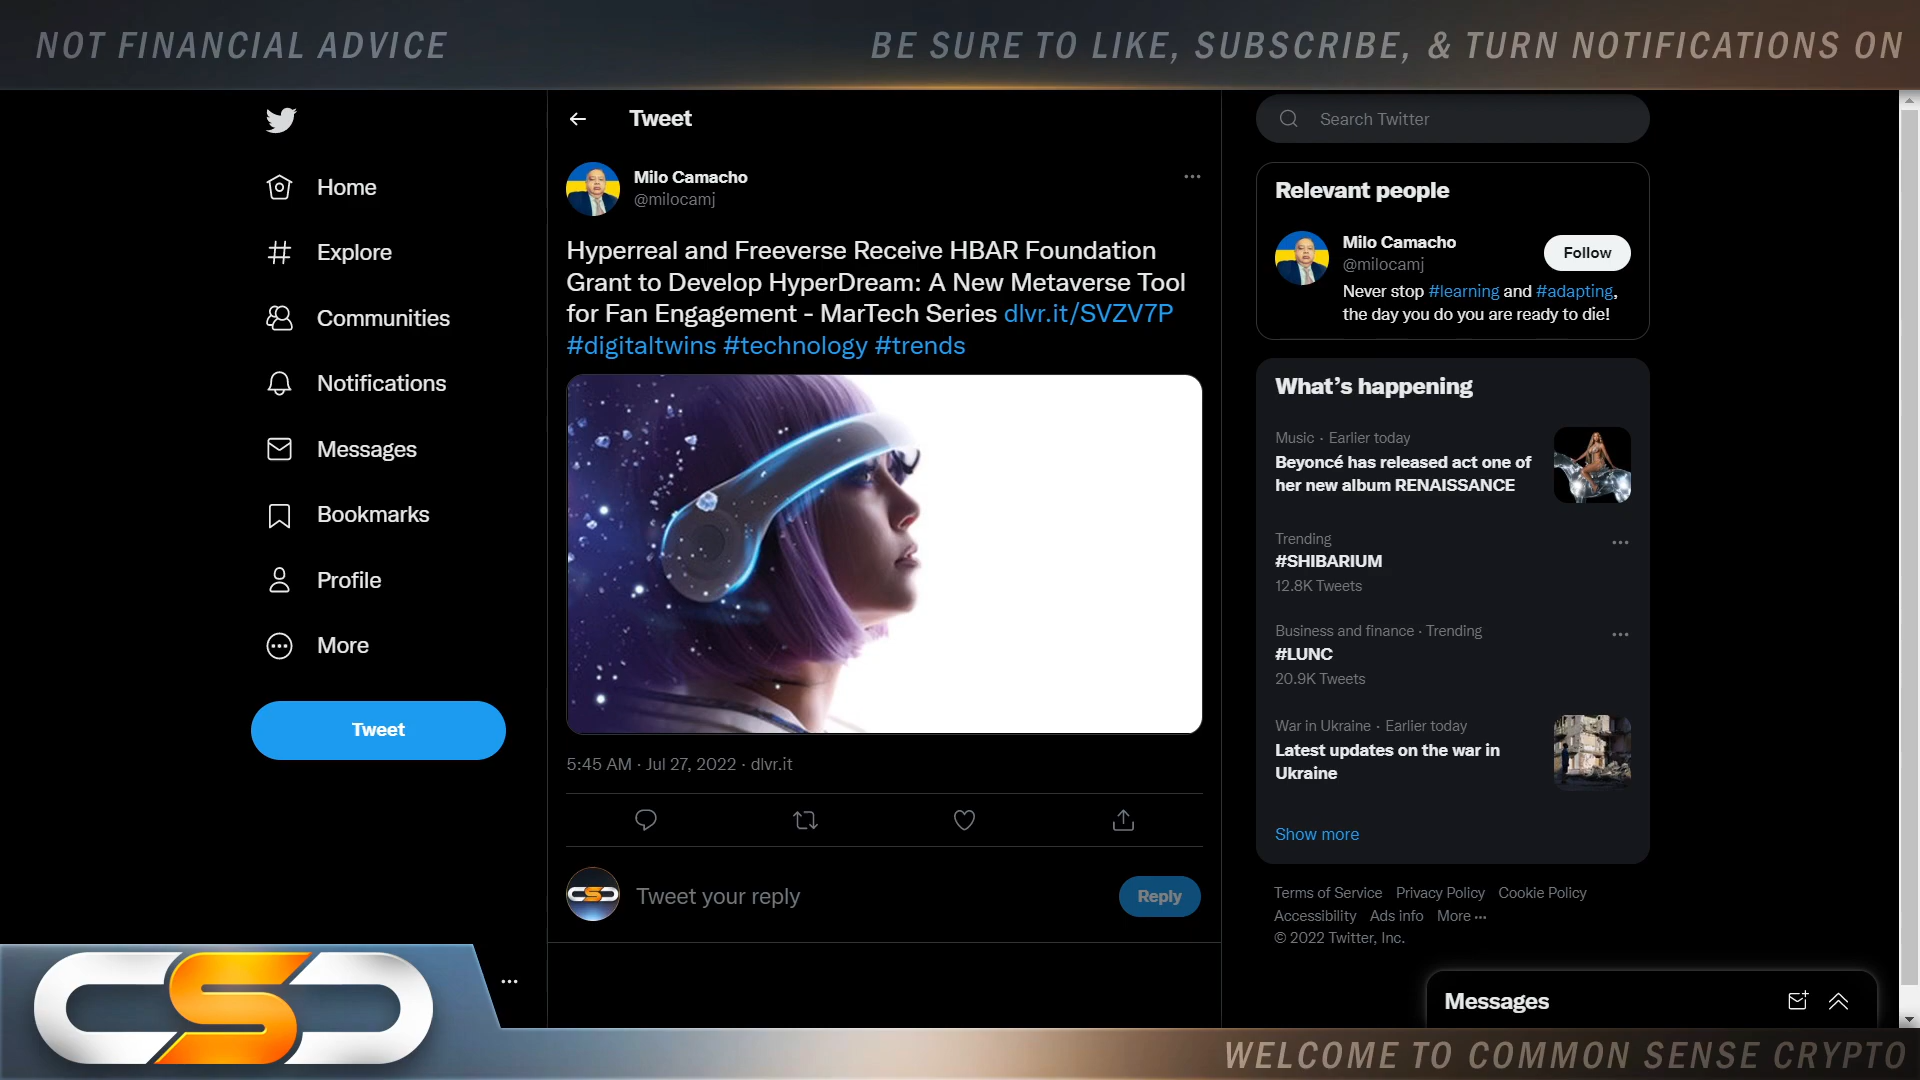 NOT FINANCIAL ADVICE
BE SURE TO LIKE, SUBSCRIBE, & TURN NOTIFICATIONS ON
Home
Explore
Communities
Notifications
Messages
Bookmarks
Profile
More
Tweet
Tweet
Milo Camacho
@milocamj
Hyperreal and Freeverse Receive HBAR Foundation
Grant to Develop HyperDream: A New Metaverse Tool
for Fan Engagement - MarTech Series dlvr.it/SVZV7P
#digitaltwins #technology #trends
5:45 AM · Jul 27, 2022 · dlvr.it
Tweet your reply
Reply
Search Twitter
Relevant people
Milo Camacho
@milocamj
Follow
Never stop #learning and #adapting,
the day you do you are ready to die!
What's happening
Music · Earlier today
Beyoncé has released act one of
her new album RENAISSANCE
Trending
#SHIBARIUM
12.8K Tweets
Business and finance · Trending
#LUNC
20.9K Tweets
War in Ukraine · Earlier today
Latest updates on the war in
Ukraine
Show more
Terms of Service Privacy Policy Cookie Policy
Accessibility Ads info More ···
© 2022 Twitter, Inc.
Messages
CSC
WELCOME TO COMMON SENSE CRYPTO